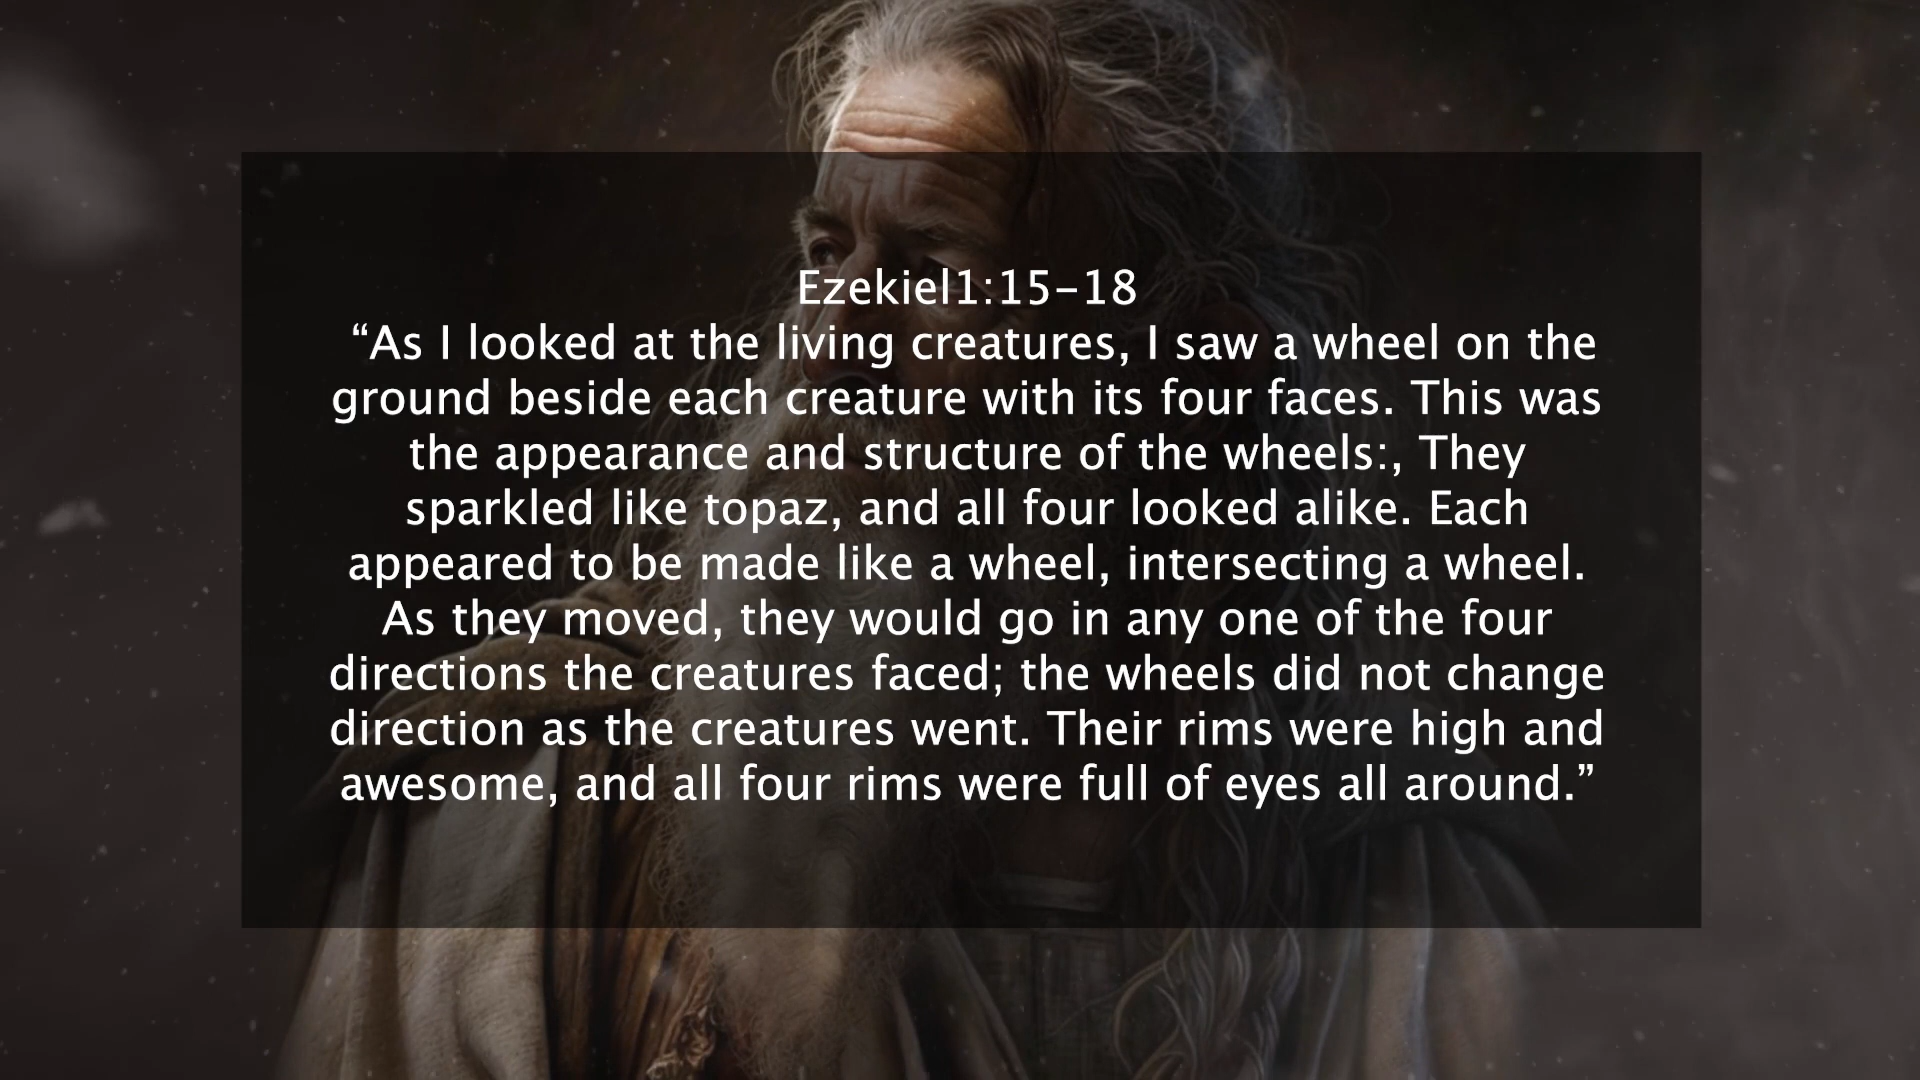 Ezekiel1:15–18
“As I looked at the living creatures, I saw a wheel on the
ground beside each creature with its four faces. This was
the appearance and structure of the wheels:, They
sparkled like topaz, and all four looked alike. Each
appeared to be made like a wheel, intersecting a wheel.
As they moved, they would go in any one of the four
directions the creatures faced; the wheels did not change
direction as the creatures went. Their rims were high and
awesome, and all four rims were full of eyes all around.”